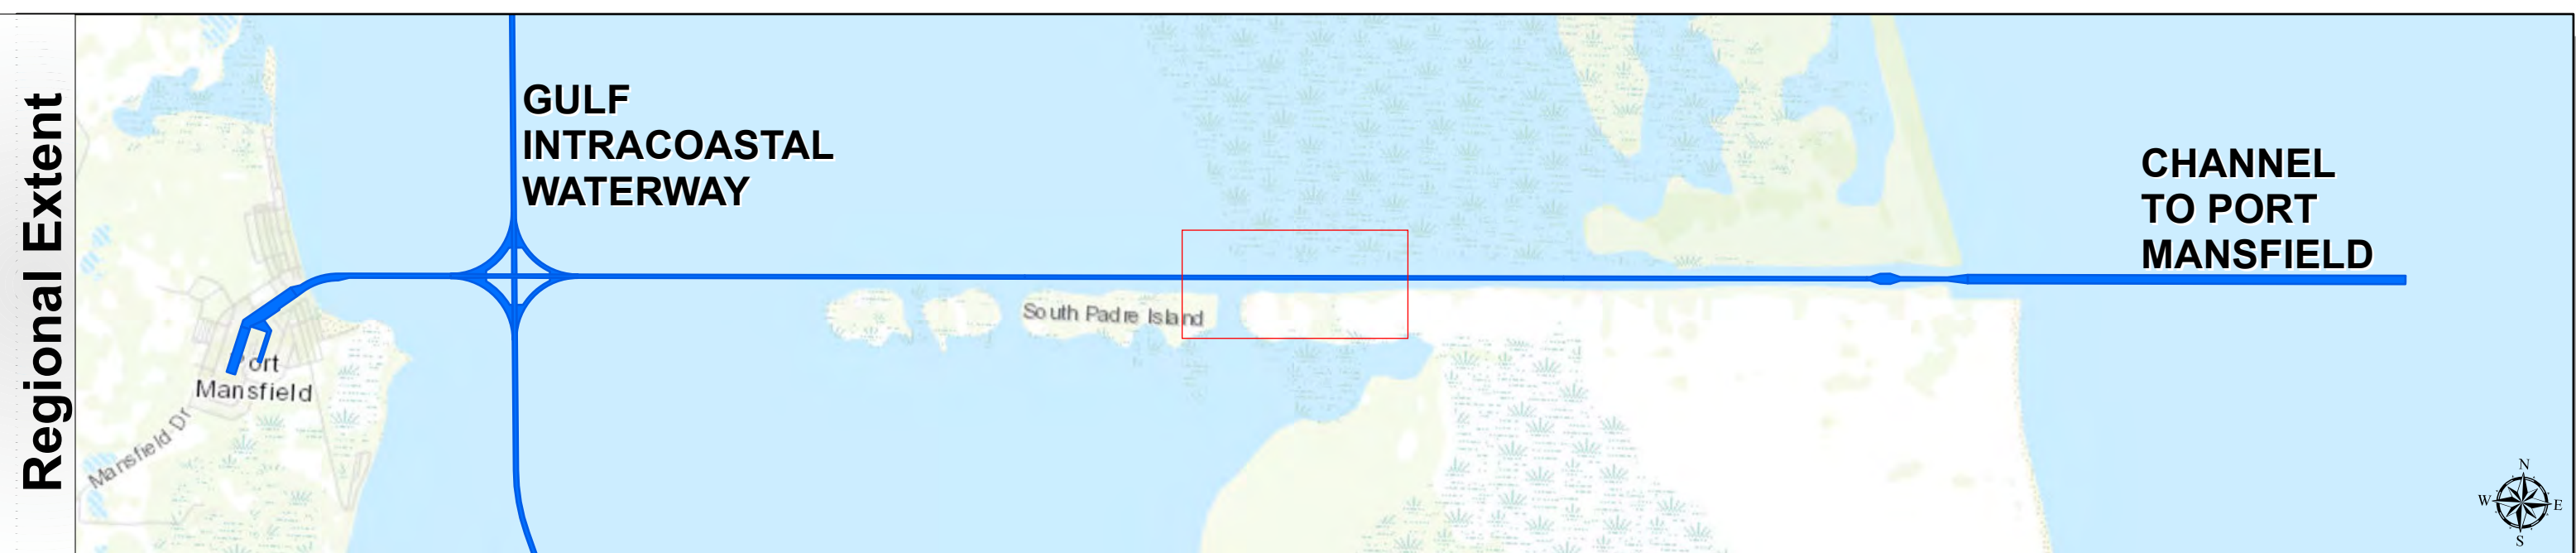 Regional Extent
GULF
INTRACOASTAL
WATERWAY
CHANNEL
TO PORT
MANSFIELD
South Padre Island
Port
Mansfield
Mansfield Dr
N
W E
S